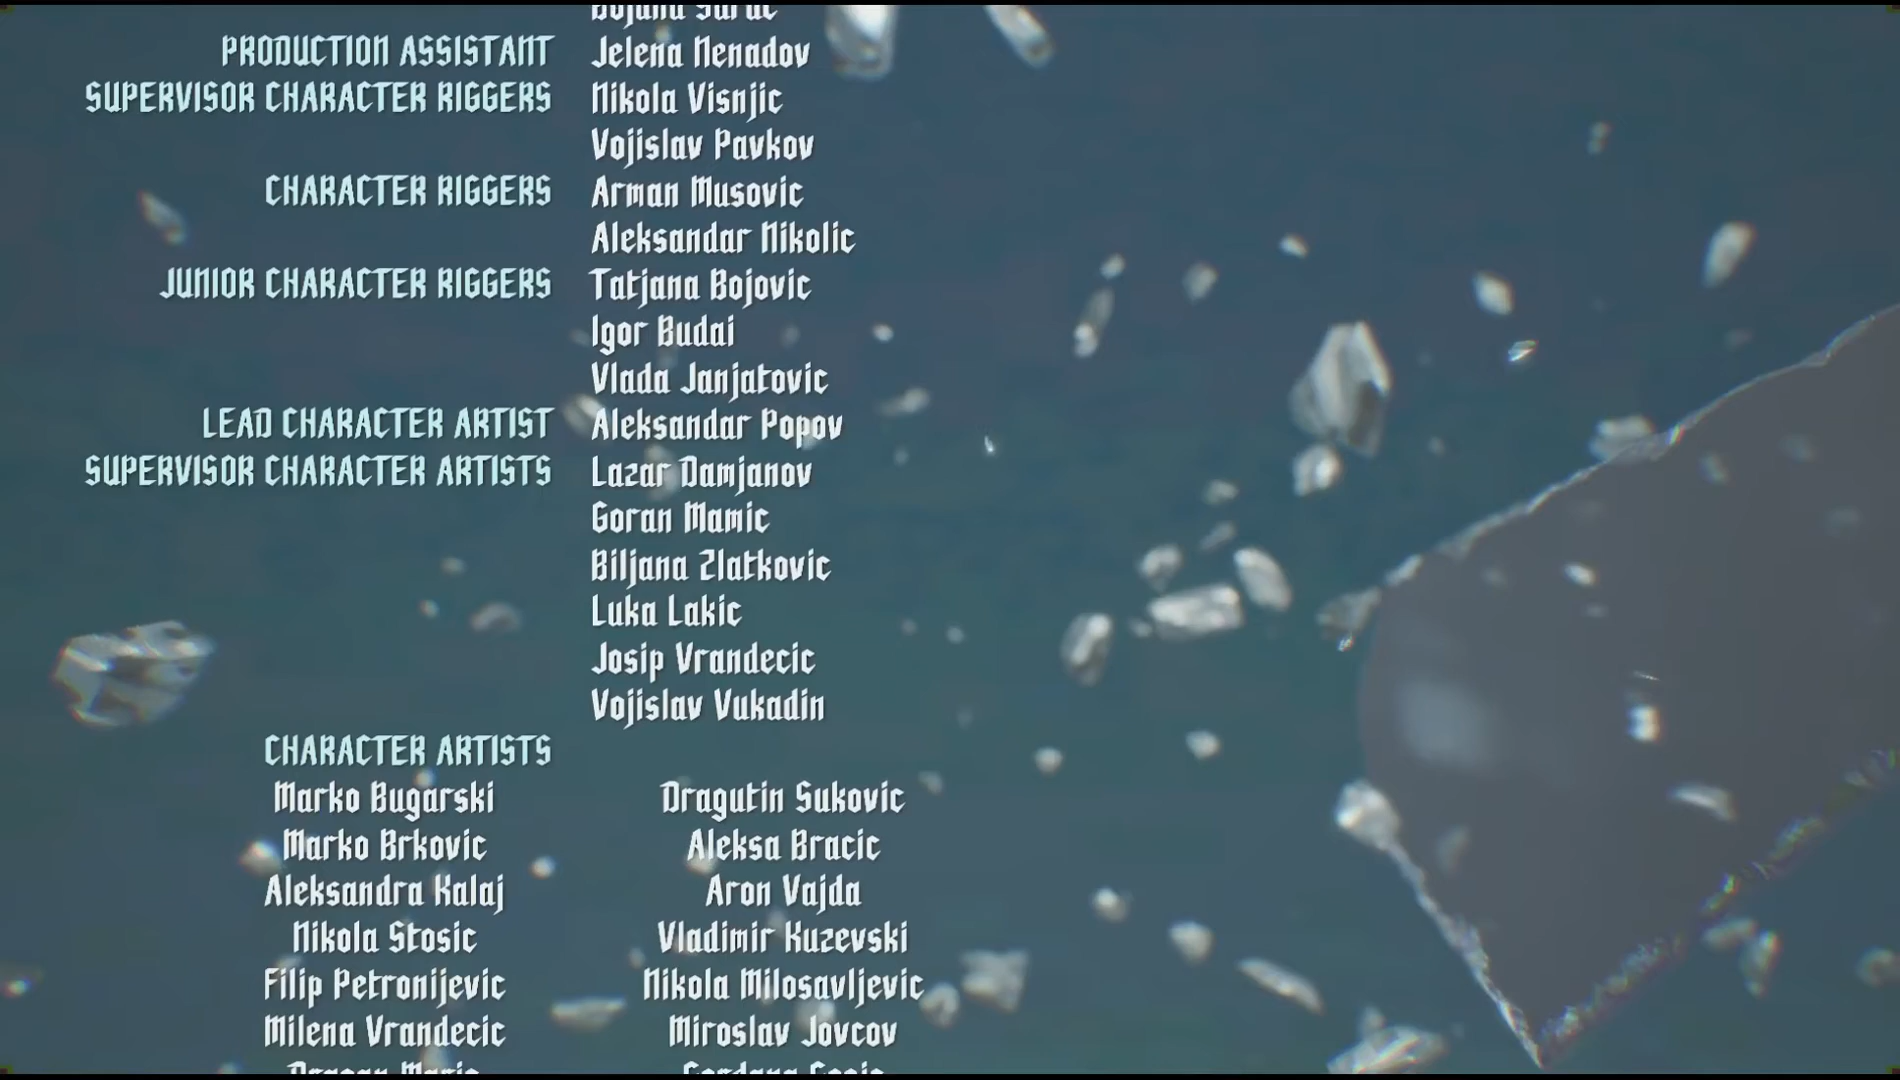 PRODUCTION ASSISTANT Jelena Nenadov
SUPERVISOR CHARACTER RIGGERS Nikola Visnjic
Vojislav Pavkov
CHARACTER RIGGERS Arman Musovic
Aleksandar Nikolic
JUNIOR CHARACTER RIGGERS Tatjana Bojovic
Igor Budai
Vlada Janjatovic
LEAD CHARACTER ARTIST Aleksandar Popov
SUPERVISOR CHARACTER ARTISTS Lazar Damjanov
Goran Mamic
Biljana Zlatkovic
Luka Lakic
Josip Vrandecic
Vojislav Vukadin
CHARACTER ARTISTS
Marko Bugarski Dragutin Sukovic
Marko Brkovic Aleksa Bracic
Aleksandra Kalaj Aron Vajda
Nikola Stosic Vladimir Kuzevski
Filip Petronijevic Nikola Milosavljevic
Milena Vrandecic Miroslav Jovcov